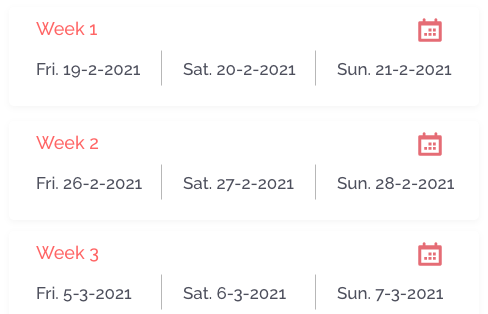 Week 1
Fri. 19-2-2021 Sat. 20-2-2021 Sun. 21-2-2021
Week 2
Fri. 26-2-2021 Sat. 27-2-2021 Sun. 28-2-2021
Week 3
Fri. 5-3-2021 Sat. 6-3-2021 Sun. 7-3-2021